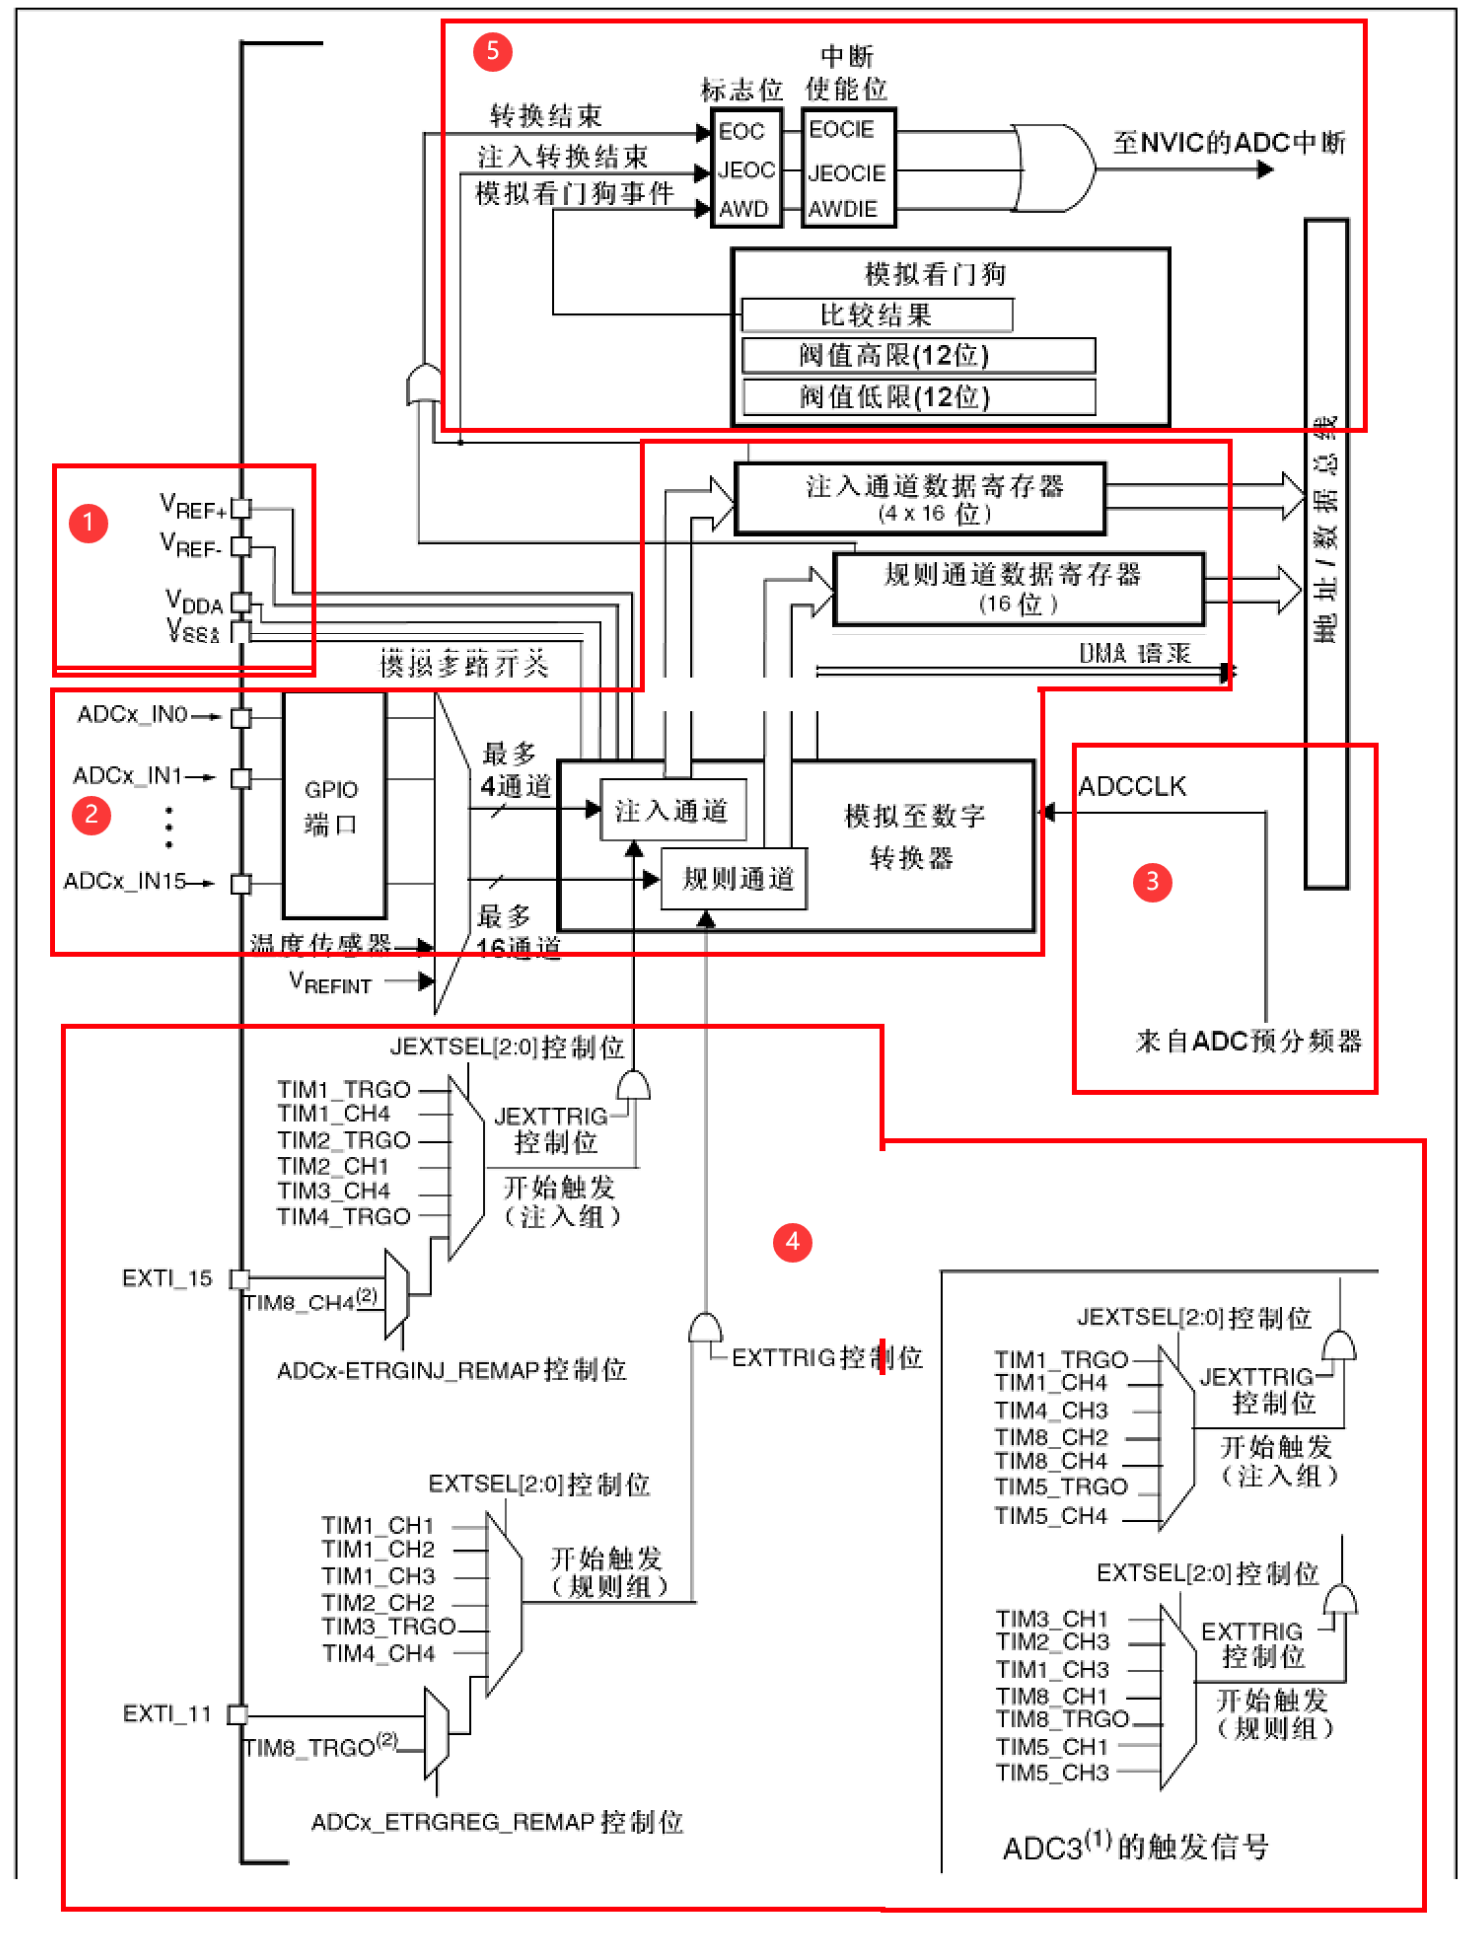 5
中断
标志位 使能位
转换结束
EOC EOCIE
至NVIC的ADC中断
注入转换结束
JEOC JEOCIE
模拟看门狗事件
AWD AWDIE
模拟看门狗
比较结果
阀值高限(12位)
阀值低限(12位)
地址/数据总线
1
VREF+
VREF-
VDDA
VSSA
注入通道数据寄存器
(4 x 16 位)
规则通道数据寄存器
(16 位)
DMA 请求
模拟多路开关
2
ADCx_IN0
ADCx_IN1
ADCx_IN15
GPIO
端口
最多
4通道
注入通道
规则通道
模拟至数字
转换器
最多
16通道
温度传感器
VREFINT
3
ADCCLK
来自ADC预分频器
4
JEXTSEL[2:0]控制位
TIM1_TRGO
TIM1_CH4
TIM2_TRGO
TIM2_CH1
TIM3_CH4
TIM4_TRGO
JEXTTRIG
控制位
开始触发
(注入组)
EXTI_15
TIM8_CH4(2)
ADCx-ETRGINJ_REMAP控制位
EXTTRIG控制位
EXTSEL[2:0]控制位
TIM1_CH1
TIM1_CH2
TIM1_CH3
TIM2_CH2
TIM3_TRGO
TIM4_CH4
开始触发
(规则组)
EXTI_11
TIM8_TRGO(2)
ADCx_ETRGREG_REMAP 控制位
JEXTSEL[2:0]控制位
TIM1_TRGO
TIM1_CH4
TIM4_CH3
TIM8_CH2
TIM8_CH4
TIM5_TRGO
TIM5_CH4
JEXTTRIG
控制位
开始触发
(注入组)
EXTSEL[2:0]控制位
TIM3_CH1
TIM2_CH3
TIM1_CH3
TIM8_CH1
TIM8_TRGO
TIM5_CH1
TIM5_CH3
EXTTRIG
控制位
开始触发
(规则组)
ADC3(1)的触发信号